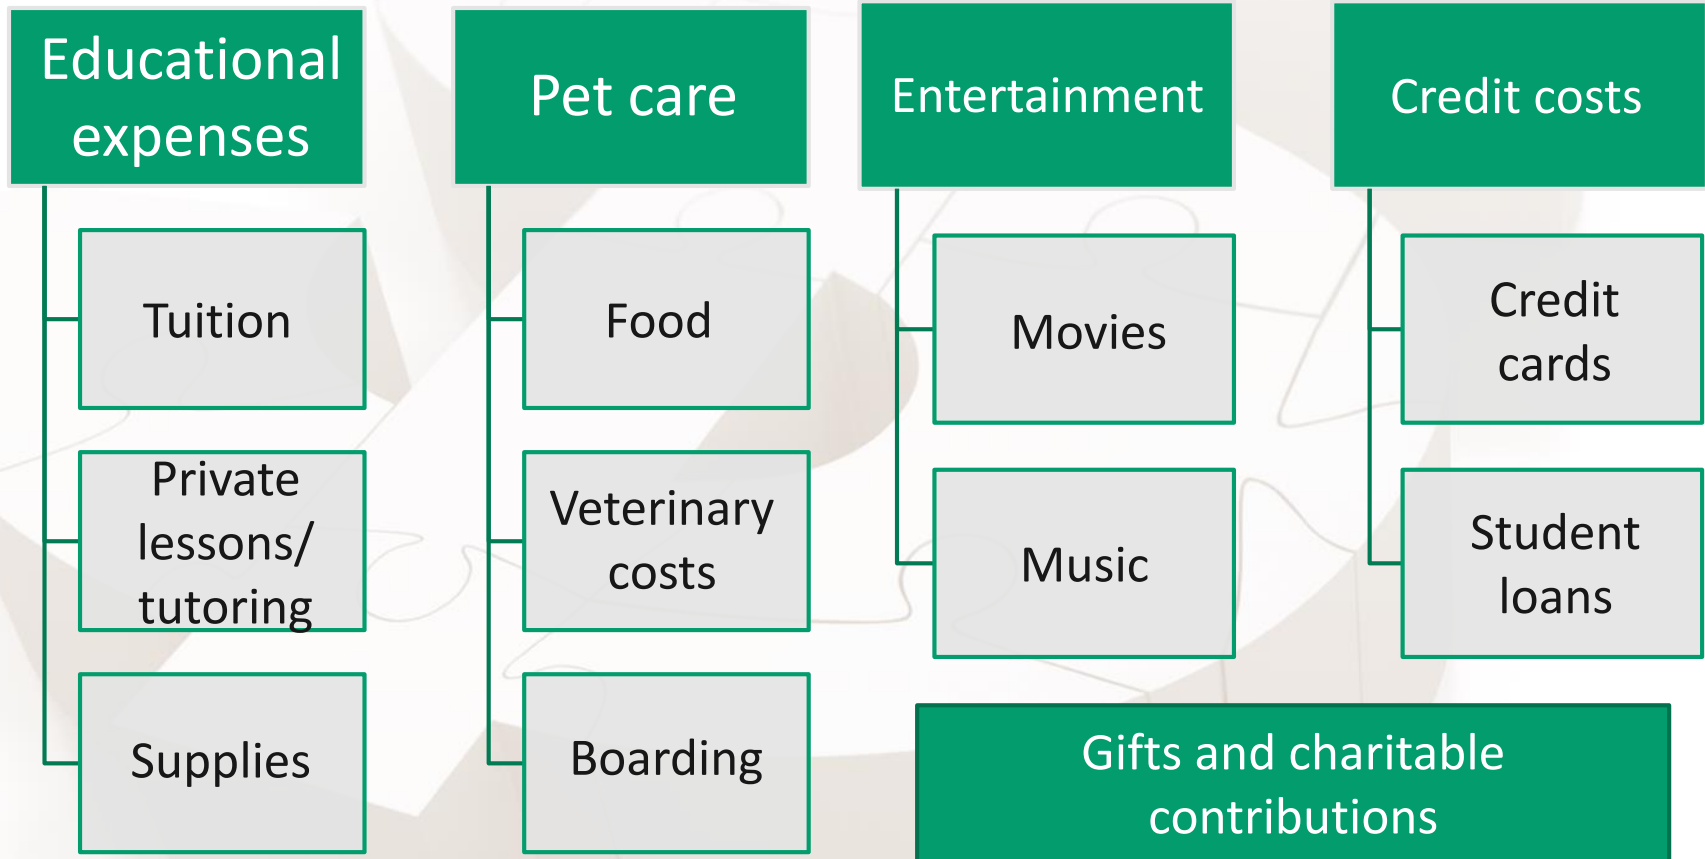 Educational
expenses
Tuition
Private
lessons/
tutoring
Supplies
Pet care
Food
Veterinary
costs
Boarding
Entertainment
Movies
Music
Credit costs
Credit
cards
Student
loans
Gifts and charitable
contributions